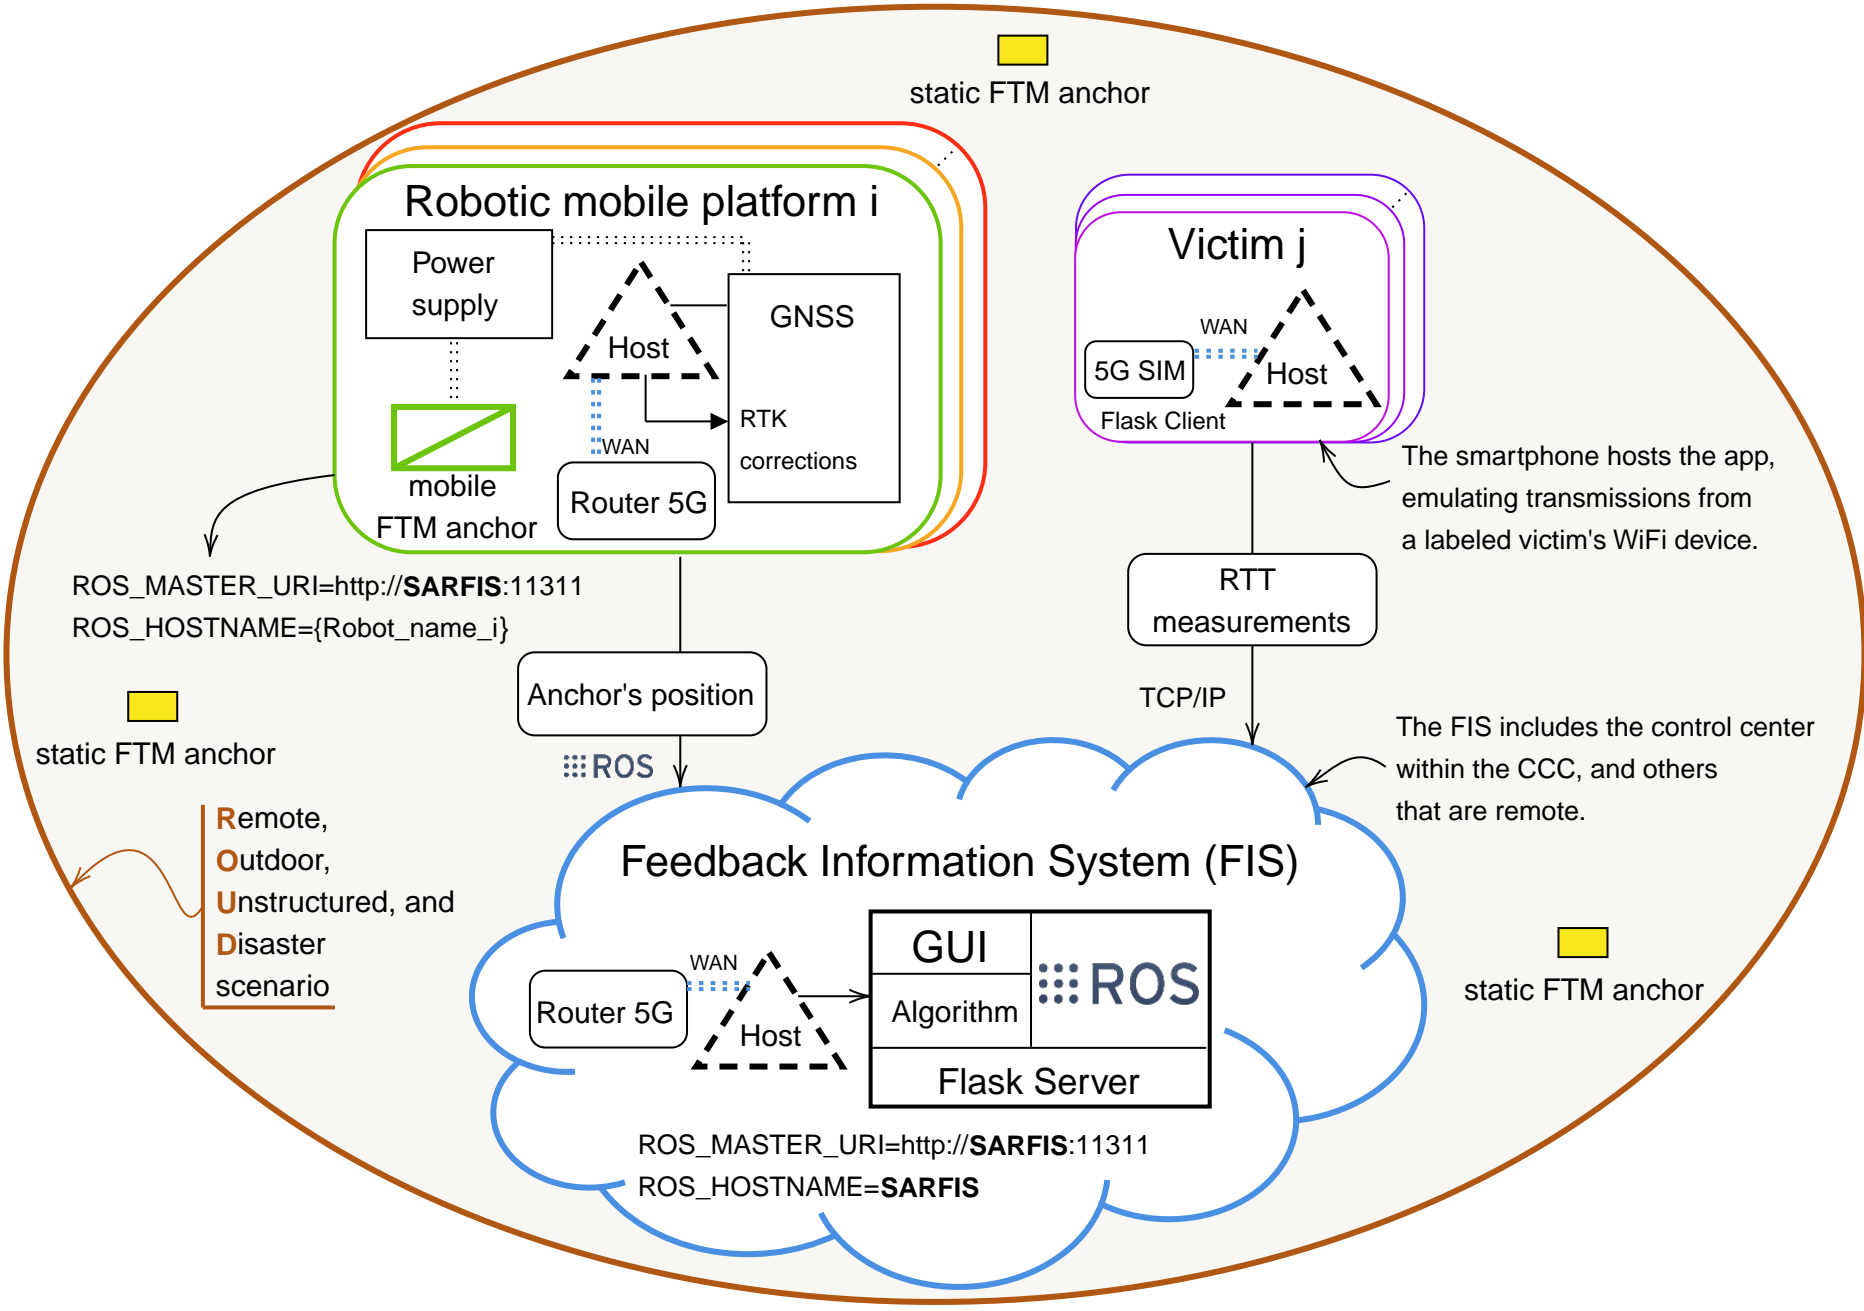 static FTM anchor
Robotic mobile platform i
Power
supply
Host
GNSS
RTK
corrections
WAN
Router 5G
mobile
FTM anchor
Victim j
WAN
5G SIM
Host
Flask Client
The smartphone hosts the app,
emulating transmissions from
a labeled victim's WiFi device.
ROS_MASTER_URI=http://SARFIS:11311
ROS_HOSTNAME={Robot_name_i}
RTT
measurements
Anchor's position
TCP/IP
ROS
static FTM anchor
The FIS includes the control center
within the CCC, and others
that are remote.
Remote,
Outdoor,
Unstructured, and
Disaster
scenario
Feedback Information System (FIS)
WAN
Router 5G
Host
GUI
Algorithm
ROS
Flask Server
static FTM anchor
ROS_MASTER_URI=http://SARFIS:11311
ROS_HOSTNAME=SARFIS